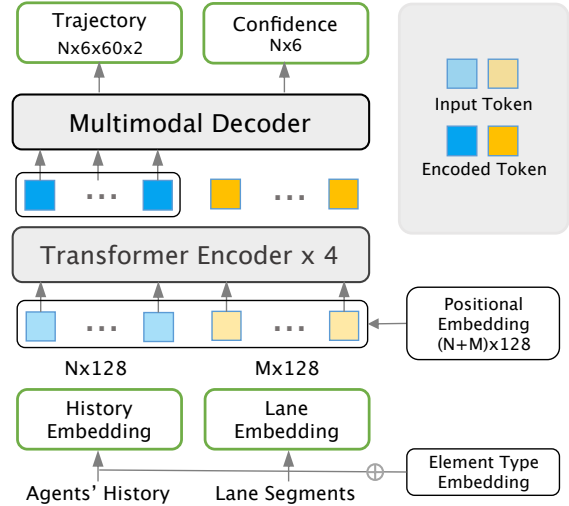 Trajectory
Nx6x60x2
Confidence
Nx6
Input Token
Encoded Token
Multimodal Decoder
...
...
Transformer Encoder x 4
...
...
Nx128
Mx128
Positional
Embedding
(N+M)x128
History
Embedding
Lane
Embedding
Element Type
Embedding
Agents' History
Lane Segments